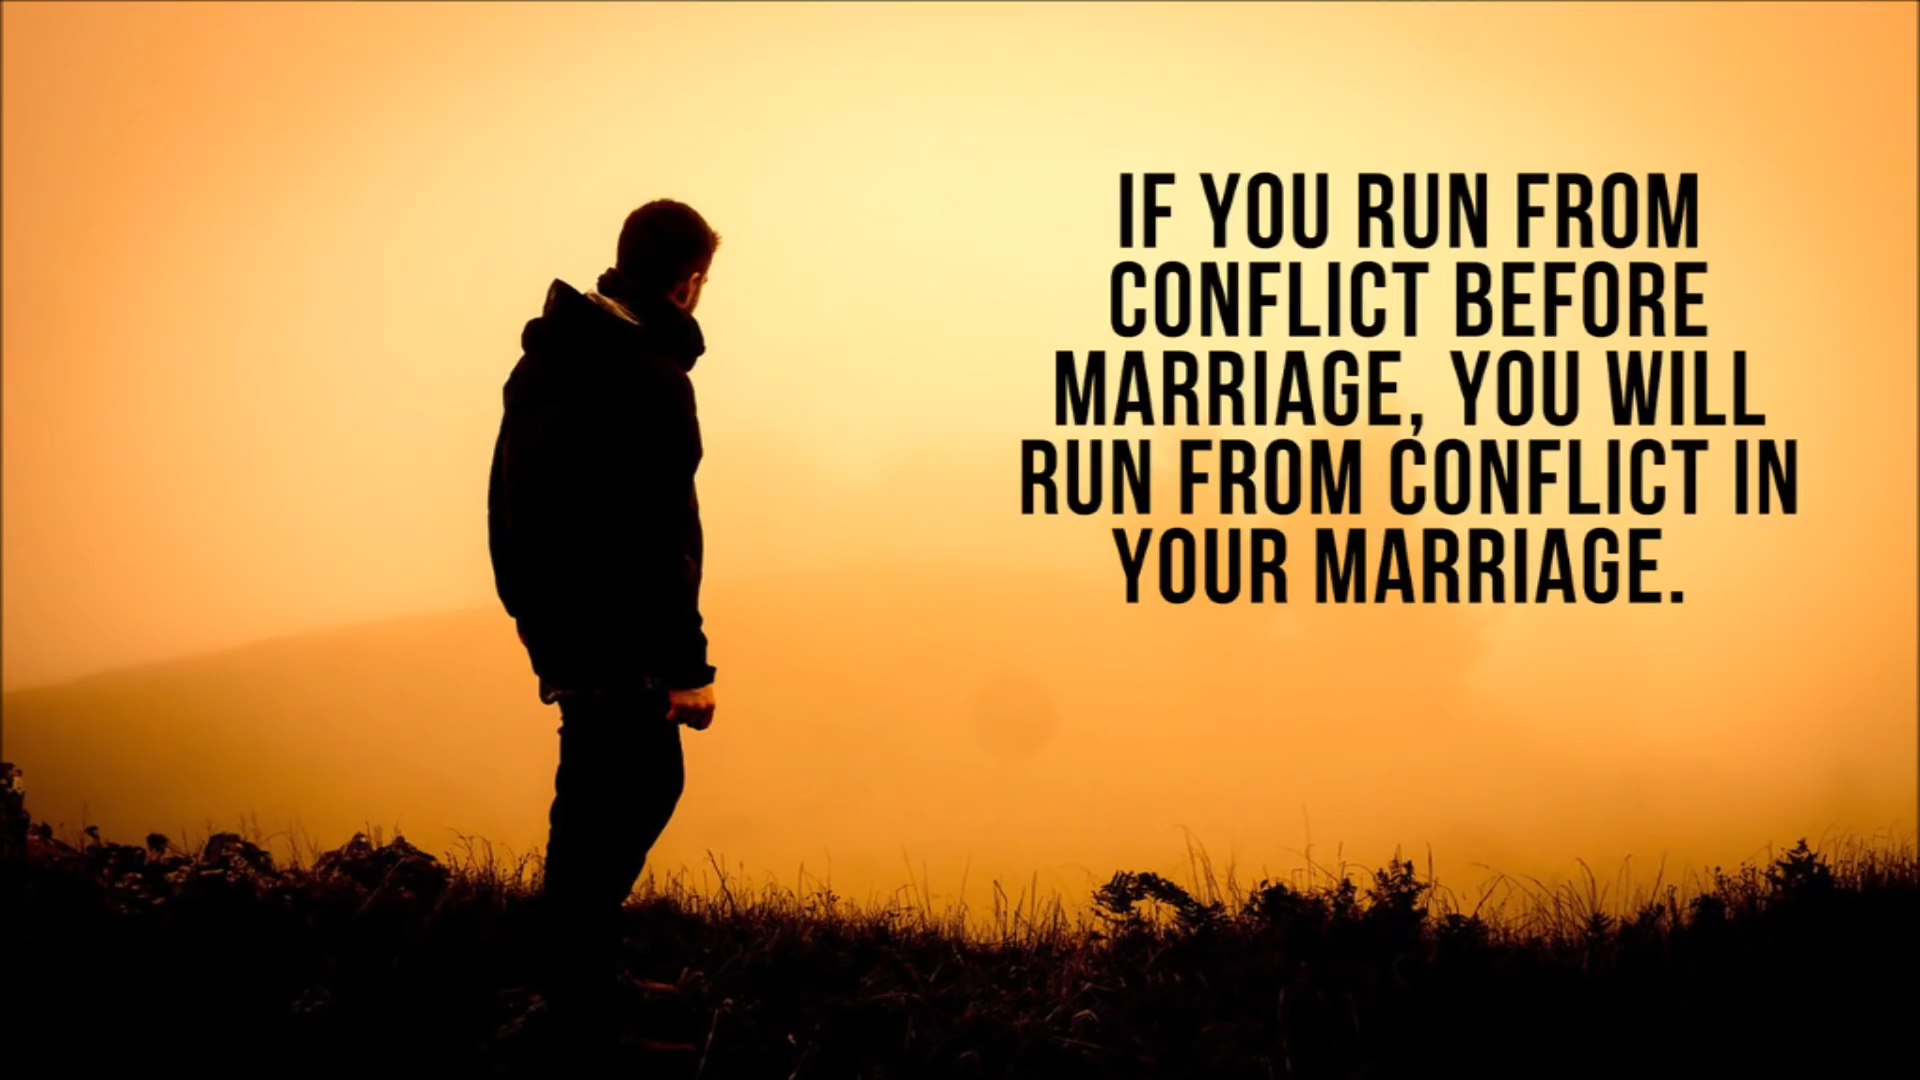 IF YOU RUN FROM
CONFLICT BEFORE
MARRIAGE, YOU WILL
RUN FROM CONFLICT IN
YOUR MARRIAGE.